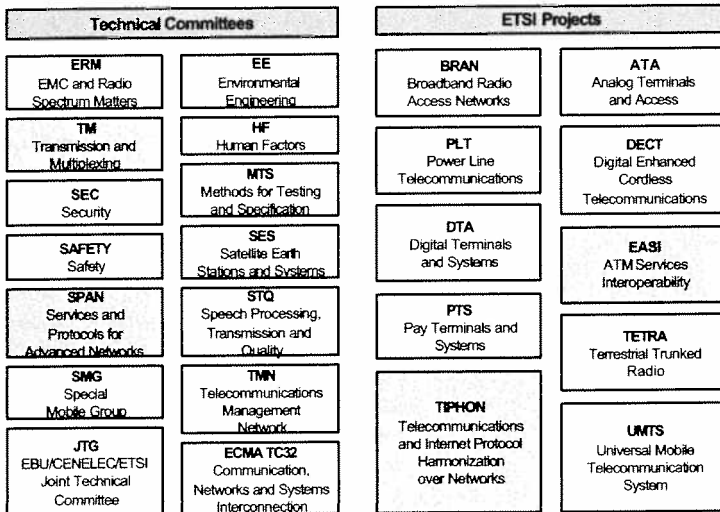 Technical Committees
ERM
EMC and Radio
Spectrum Matters
TM
Transmission and
Multiplexing
SEC
Security
SAFETY
Safety
SPAN
Services and
Protocols for
Advanced Networks
SMG
Special
Mobile Group
JTG
EBU/CENELEC/ETSI
Joint Technical
Committee
EE
Environmental
Engineering
HF
Human Factors
MTS
Methods for Testing
and Specification
SES
Satellite Earth
Stations and Systems
STQ
Speech Processing,
Transmission and
Quality
TMN
Telecommunications
Management
Network
ECMA TC32
Communication,
Networks and Systems
Interconnection
ETSI Projects
BRAN
Broadband Radio
Access Networks
PLT
Power Line
Telecommunications
DTA
Digital Terminals
and Systems
PTS
Pay Terminals and
Systems
TIPHON
Telecommunications
and Internet Protocol
Harmonization
over Networks
ATA
Analog Terminals
and Access
DECT
Digital Enhanced
Cordless
Telecommunications
EASI
ATM Services
Interoperability
TETRA
Terrestrial Trunked
Radio
UMTS
Universal Mobile
Telecommunication
System